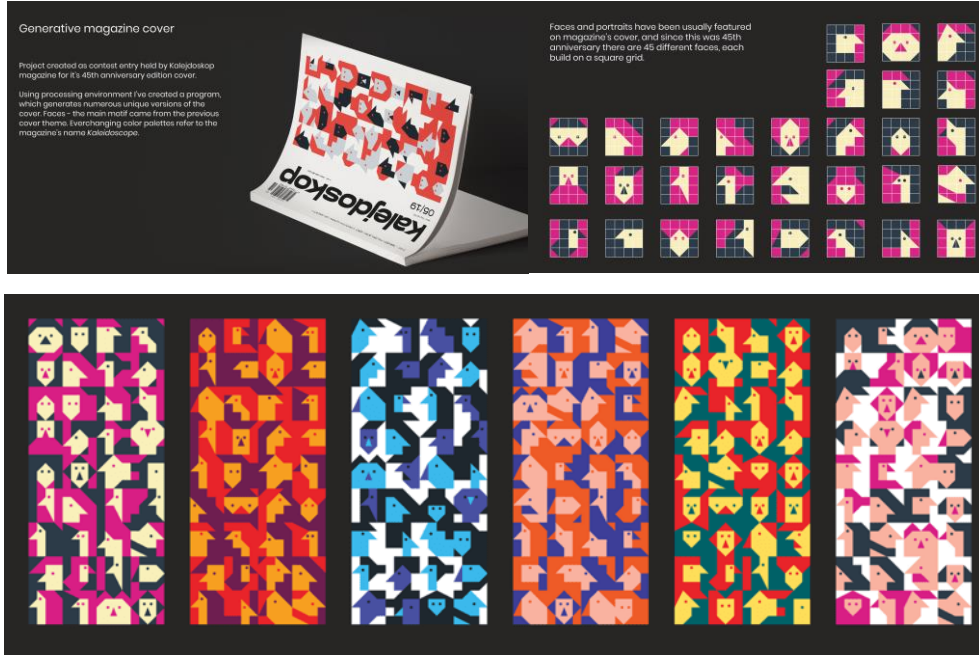 Generative magazine cover
Project created as contest entry held by Kalejdoskop
magazine for it's 45th anniversary edition cover.
Using processing environment I've created a program,
which generates numerous unique versions of the
cover. Faces - the main motif came from the previous
cover theme. Everchanging color palettes refer to the
magazine's name Kaleidoscope.
kalejdoskop
08/19
Faces and portraits have been usually featured
on magazine's cover, and since this was 45th
anniversary there are 45 different faces, each
build on a square grid.